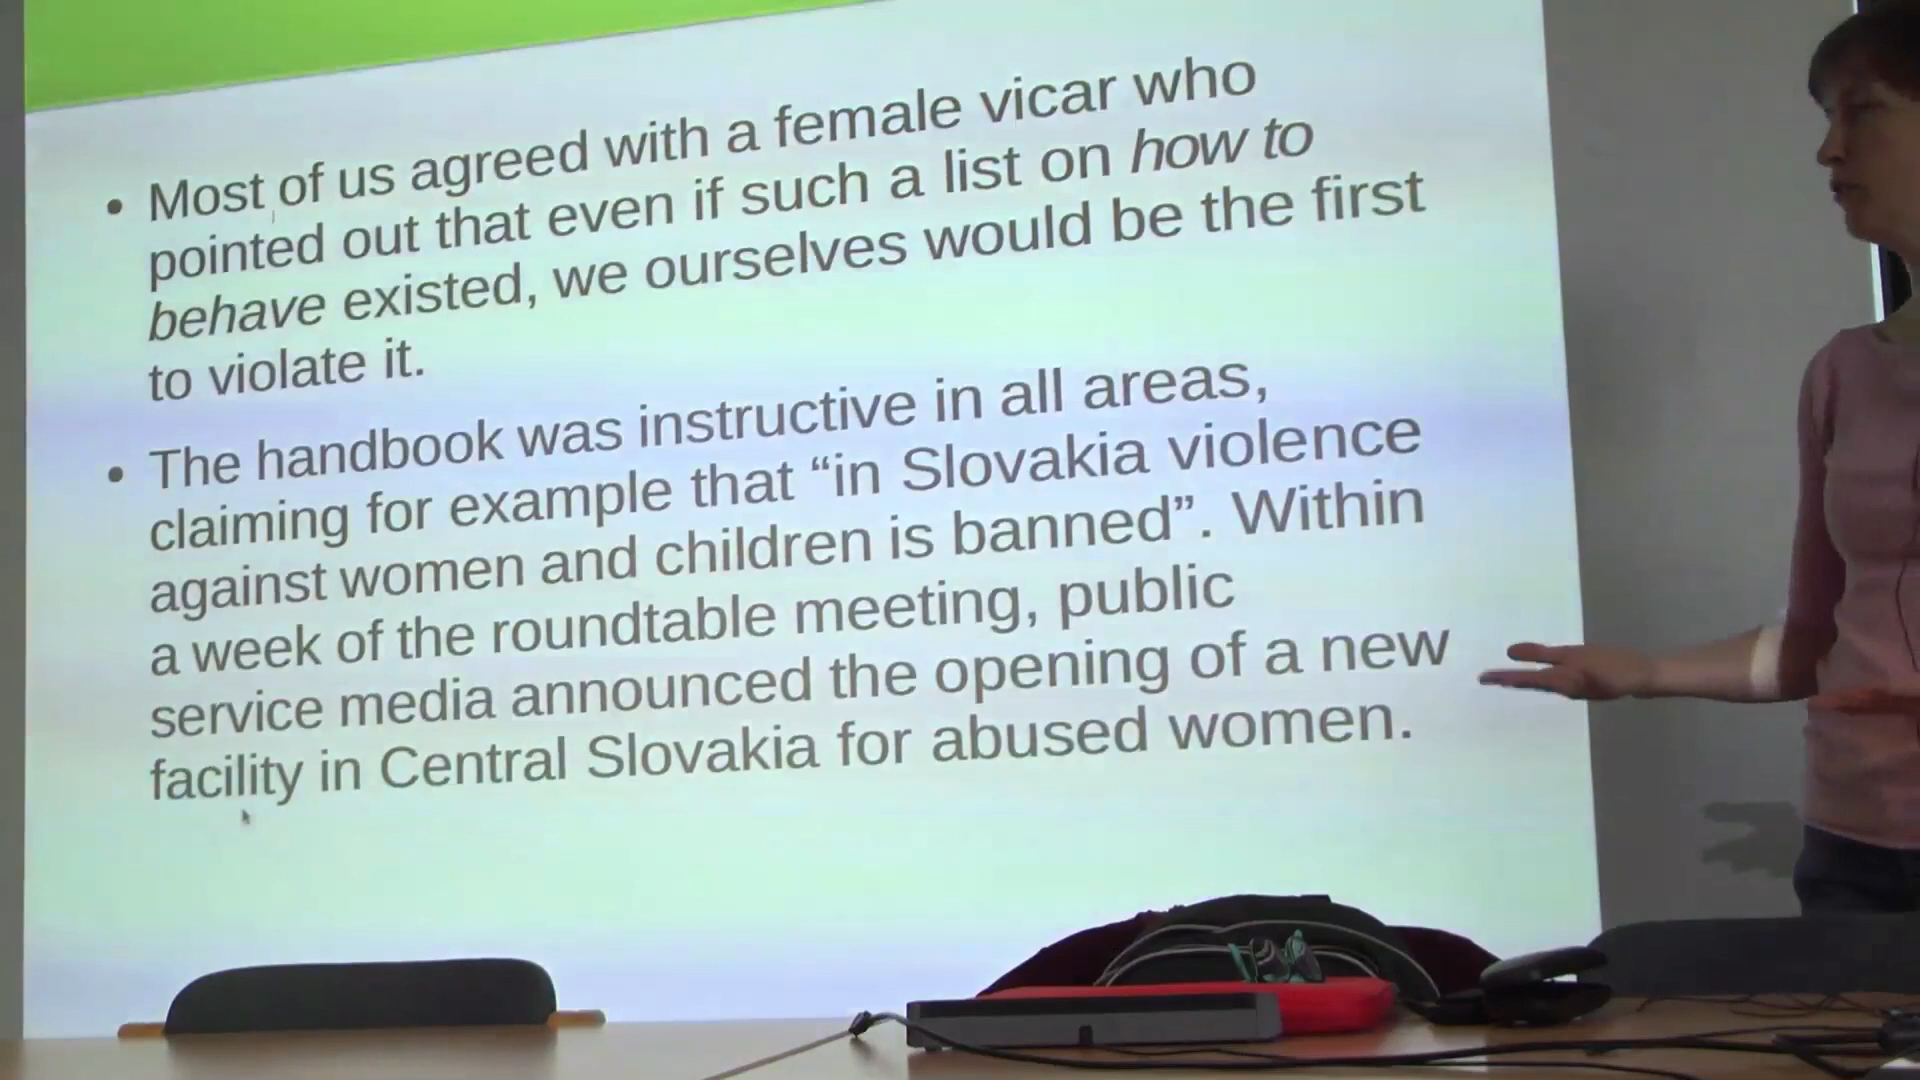 • Most of us agreed with a female vicar who
pointed out that even if such a list on how to
behave existed, we ourselves would be the first
to violate it.
• The handbook was instructive in all areas,
claiming for example that “in Slovakia violence
against women and children is banned”. Within
a week of the roundtable meeting, public
service media announced the opening of a new
facility in Central Slovakia for abused women.